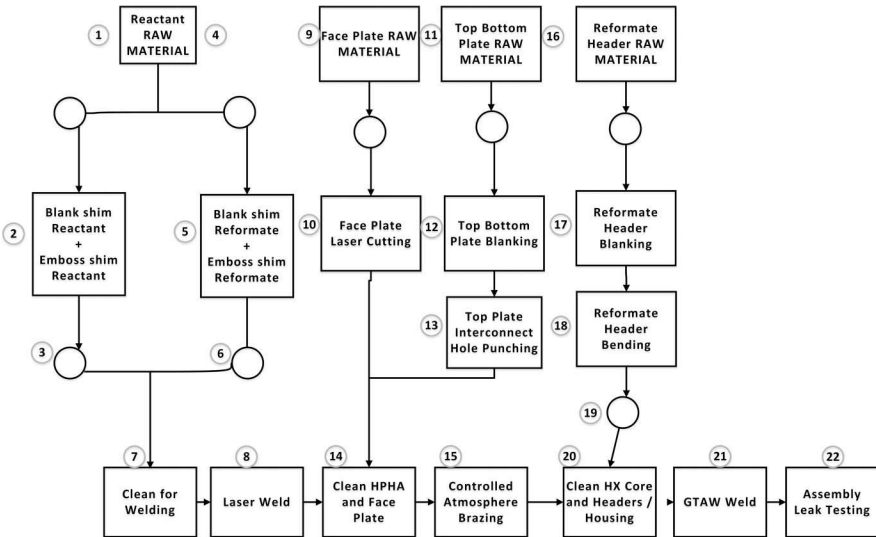 1
Reactant
RAW
MATERIAL
4
9
Face Plate RAW
MATERIAL
11
Top Bottom
Plate RAW
MATERIAL
16
Reformate
Header RAW
MATERIAL
2
Blank shim
Reactant
+
Emboss shim
Reactant
5
Blank shim
Reformate
+
Emboss shim
Reformate
10
Face Plate
Laser Cutting
12
Top Bottom
Plate Blanking
17
Reformate
Header
Blanking
13
Top Plate
Interconnect
Hole Punching
18
Reformate
Header
Bending
3
6
19
7
Clean for
Welding
8
Laser Weld
14
Clean HPHA
and Face
Plate
15
Controlled
Atmosphere
Brazing
20
Clean HX Core
and Headers /
Housing
21
GTAW Weld
22
Assembly
Leak Testing